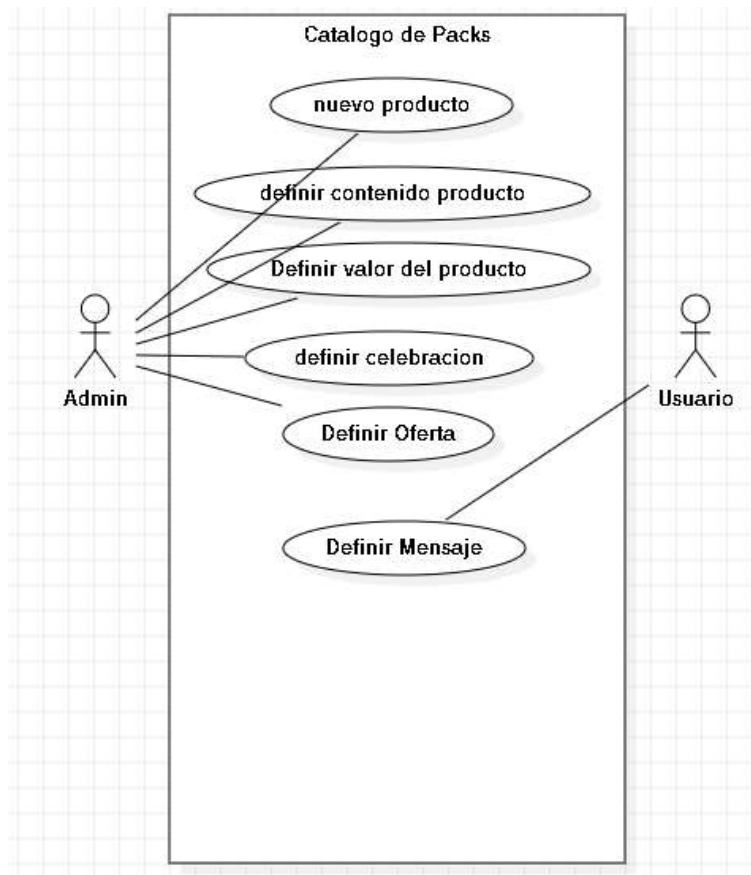 Catalogo de Packs
nuevo producto
definir contenido producto
Definir valor del producto
definir celebracion
Admin
Usuario
Definir Oferta
Definir Mensaje